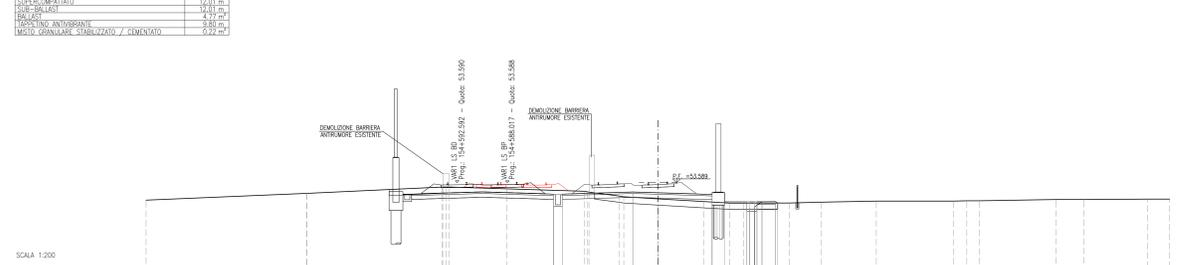 SUPERCOMPATTATO 12.01 m
SUB-BALLAST 12.01 m
BALLAST 4.77 m²
TAPPETINO ANTIVIBRANTE 9.80 m
MISTO GRANULARE STABILIZZATO / CEMENTATO 0.22 m²
VAR1 LS BD
Prog.: 154+592.592 - Quota: 53.590
VAR1 LS BP
Prog.: 154+588.017 - Quota: 53.588
DEMOLIZIONE BARRIERA
ANTIRUMORE ESISTENTE
DEMOLIZIONE BARRIERA
ANTIRUMORE ESISTENTE
P.F. =53.589
SCALA 1:200